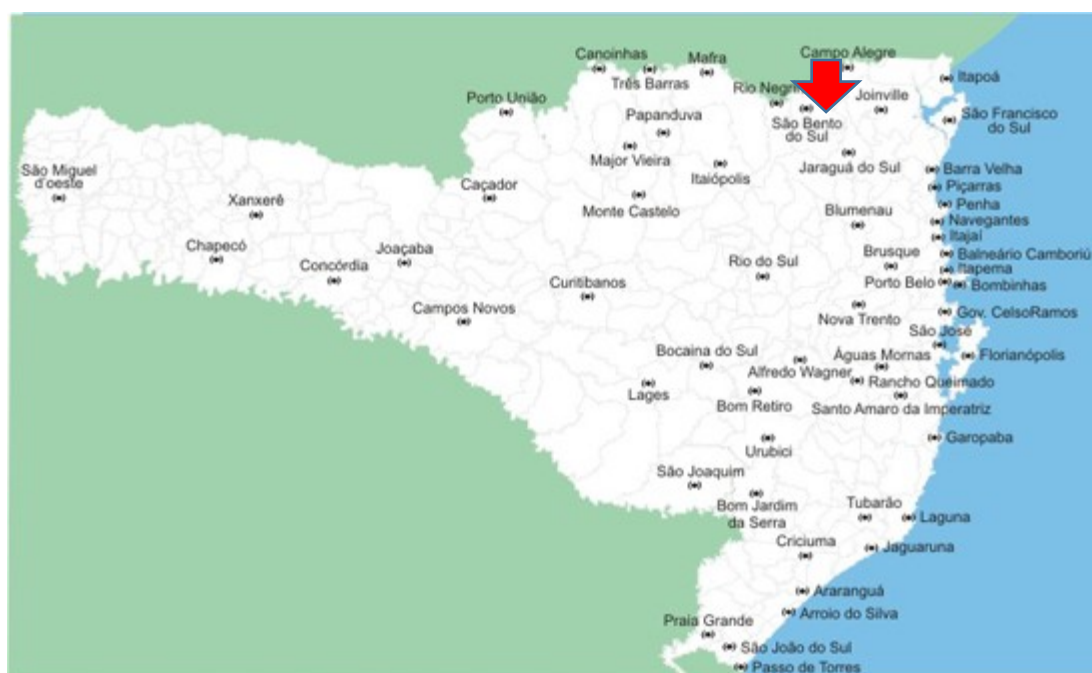 Canoinhas
Mafra
Campo Alegre
Três Barras
Itapoá
Porto União
Rio Negri
Joinville
São Francisco
do Sul
Papanduva
São Bento
do Sul
Major Vieira
Itaiópolis
Jaraguá do Sul
Barra Velha
São Miguel
d'oeste
Caçador
Piçarras
Xanxerê
Monte Castelo
Penha
Blumenau
Navegantes
Itajaí
Chapecó
Joaçaba
Brusque
Balneário Camboriú
Concórdia
Rio do Sul
Itapema
Curitibanos
Porto Belo
Bombinhas
Campos Novos
Nova Trento
Gov. CelsoRamos
São José
Bocaina do Sul
Águas Mornas
Florianópolis
Alfredo Wagner
Rancho Queimado
Lages
Bom Retiro
Santo Amaro da Imperatriz
Garopaba
Urubici
São Joaquim
Bom Jardim
da Serra
Tubarão
Laguna
Criciuma
Jaguaruna
Araranguá
Arroio do Silva
Praia Grande
São João do Sul
Passo de Torres